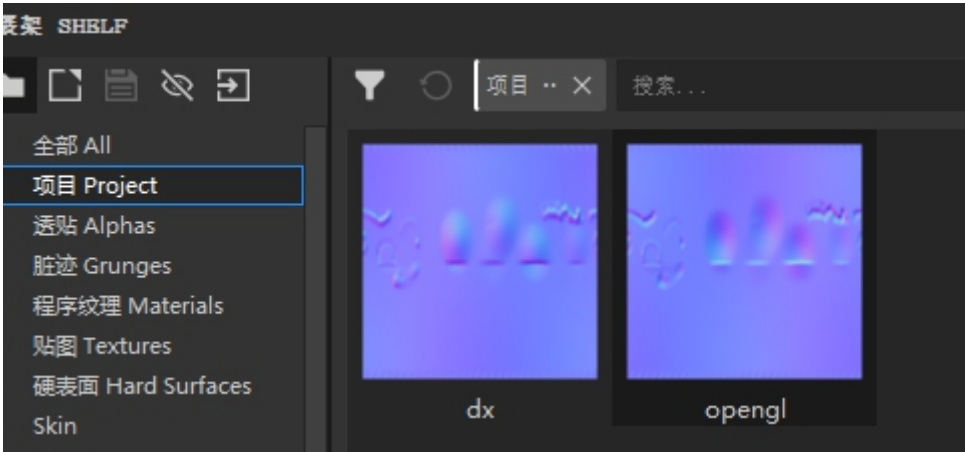 展架 SHELF
项目 ··
搜索...
全部 All
项目 Project
透贴 Alphas
脏迹 Grunges
程序纹理 Materials
贴图 Textures
硬表面 Hard Surfaces
Skin
dx
opengl